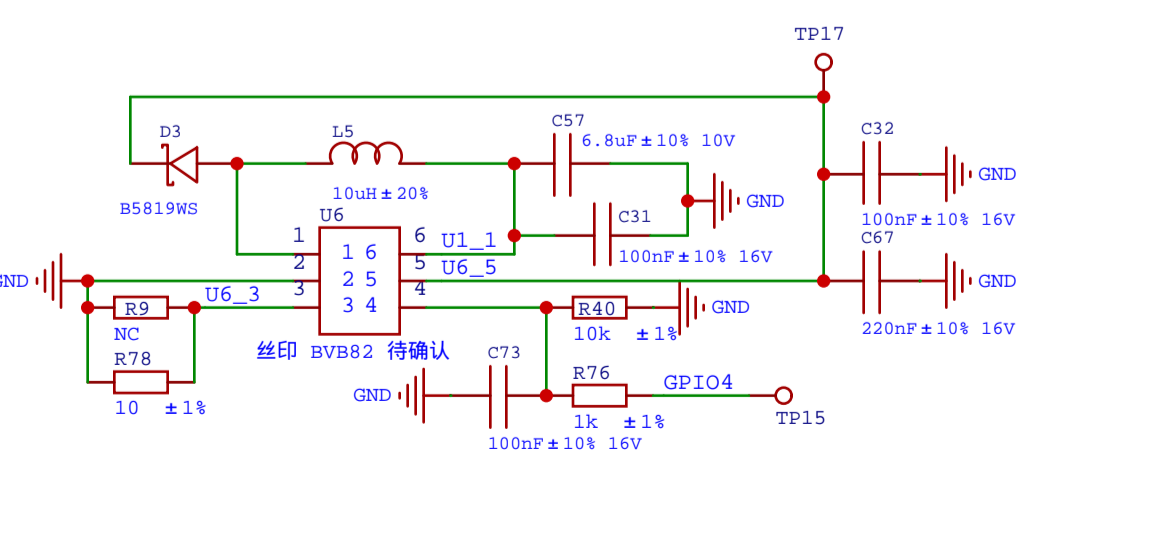 TP17
D3
L5
C57
6.8uF±10% 10V
C32
B5819WS
10uH±20%
GND
GND
U6
C31
100nF±10% 16V
100nF±10% 16V
C67
1
1 6
6
U1_1
2
2 5
5
U6_5
3
3 4
4
GND
U6_3
R9
NC
R40
10k ±1%
GND
220nF±10% 16V
丝印 BVB82 待确认
R78
10 ±1%
C73
GND
100nF±10% 16V
R76
1k ±1%
GPIO4
TP15
GND